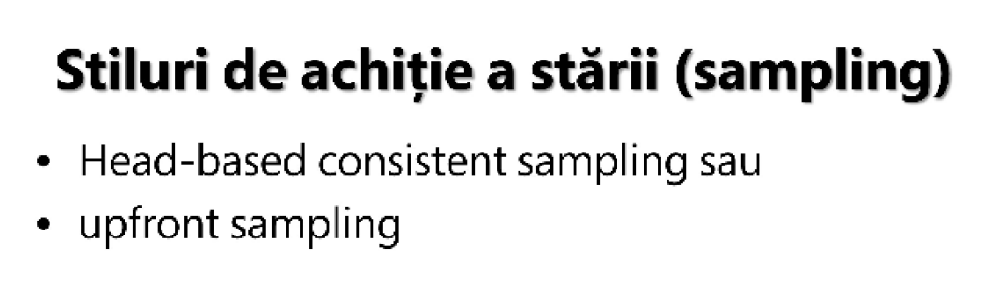 Stiluri de achiție a stării (sampling)
• Head-based consistent sampling sau
• upfront sampling